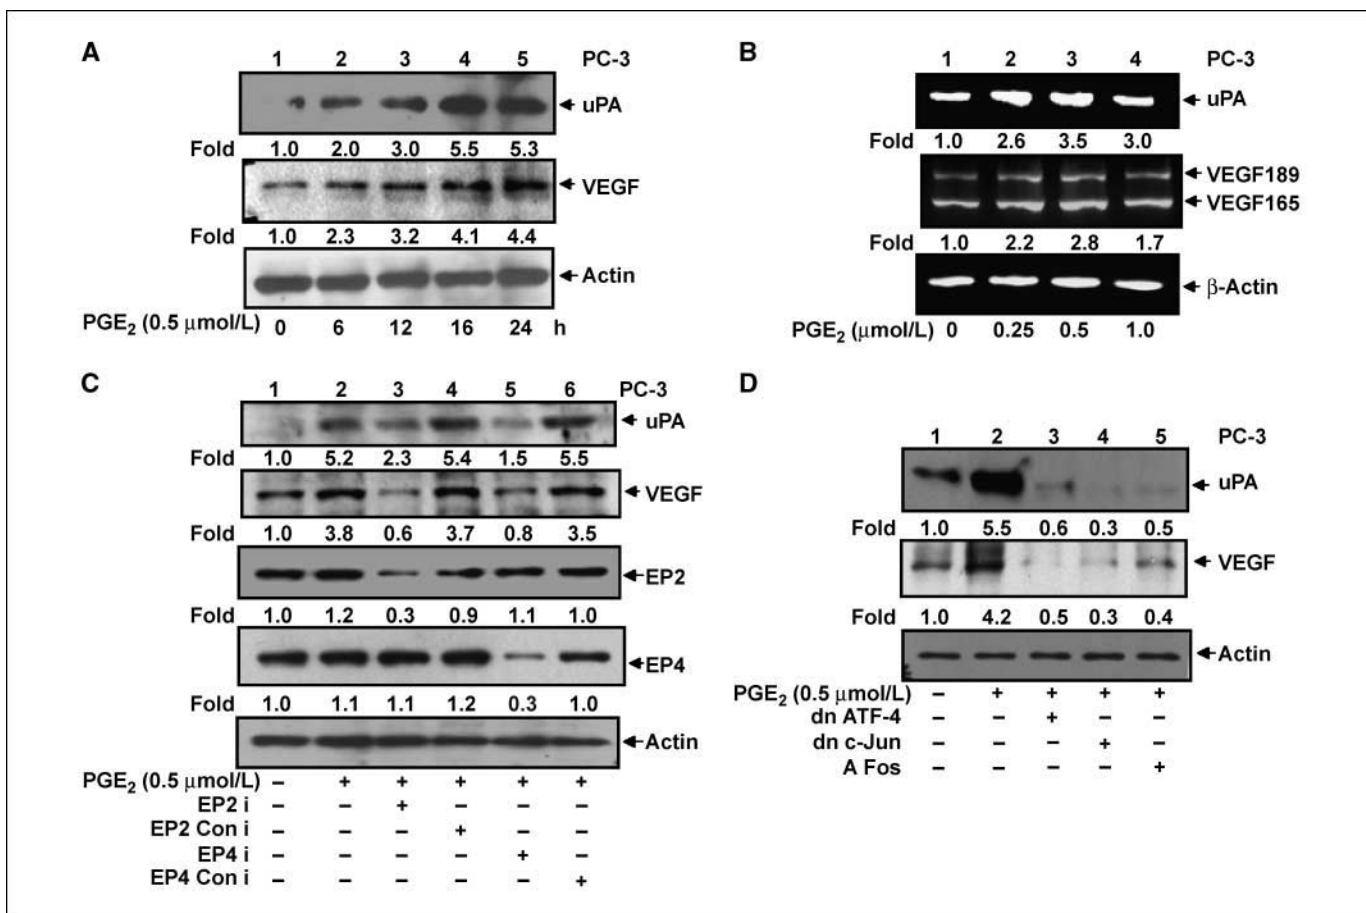 A
1 2 3 4 5 PC-3
uPA
Fold 1.0 2.0 3.0 5.5 5.3
VEGF
Fold 1.0 2.3 3.2 4.1 4.4
Actin
PGE₂ (0.5 μmol/L) 0 6 12 16 24 h
B
1 2 3 4 PC-3
uPA
Fold 1.0 2.6 3.5 3.0
VEGF189
VEGF165
Fold 1.0 2.2 2.8 1.7
β-Actin
PGE₂ (μmol/L) 0 0.25 0.5 1.0
C
1 2 3 4 5 6 PC-3
uPA
Fold 1.0 5.2 2.3 5.4 1.5 5.5
VEGF
Fold 1.0 3.8 0.6 3.7 0.8 3.5
EP2
Fold 1.0 1.2 0.3 0.9 1.1 1.0
EP4
Fold 1.0 1.1 1.1 1.2 0.3 1.0
Actin
PGE₂ (0.5 μmol/L) – + + + + +
EP2 i – – + – – –
EP2 Con i – – – + – –
EP4 i – – – – + –
EP4 Con i – – – – – +
D
1 2 3 4 5 PC-3
uPA
Fold 1.0 5.5 0.6 0.3 0.5
VEGF
Fold 1.0 4.2 0.5 0.3 0.4
Actin
PGE₂ (0.5 μmol/L) – + + + +
dn ATF-4 – – + – –
dn c-Jun – – – + –
A Fos – – – – +